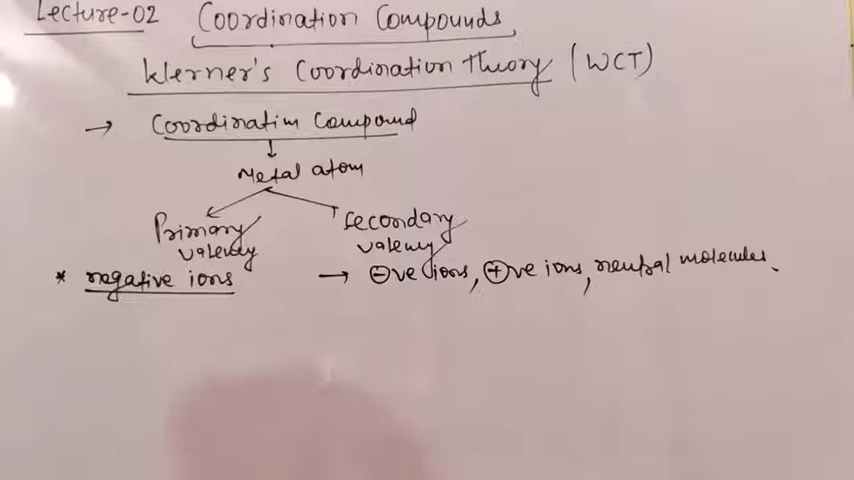 Lecture-02 Coordination Compounds
Werner's Coordination Theory (WCT)
→ Coordination Compound
↓
Metal atom
Primary valency
Secondary valency
* negative ions
→ ⊖ve ions, ⊕ve ions, neutral molecules.